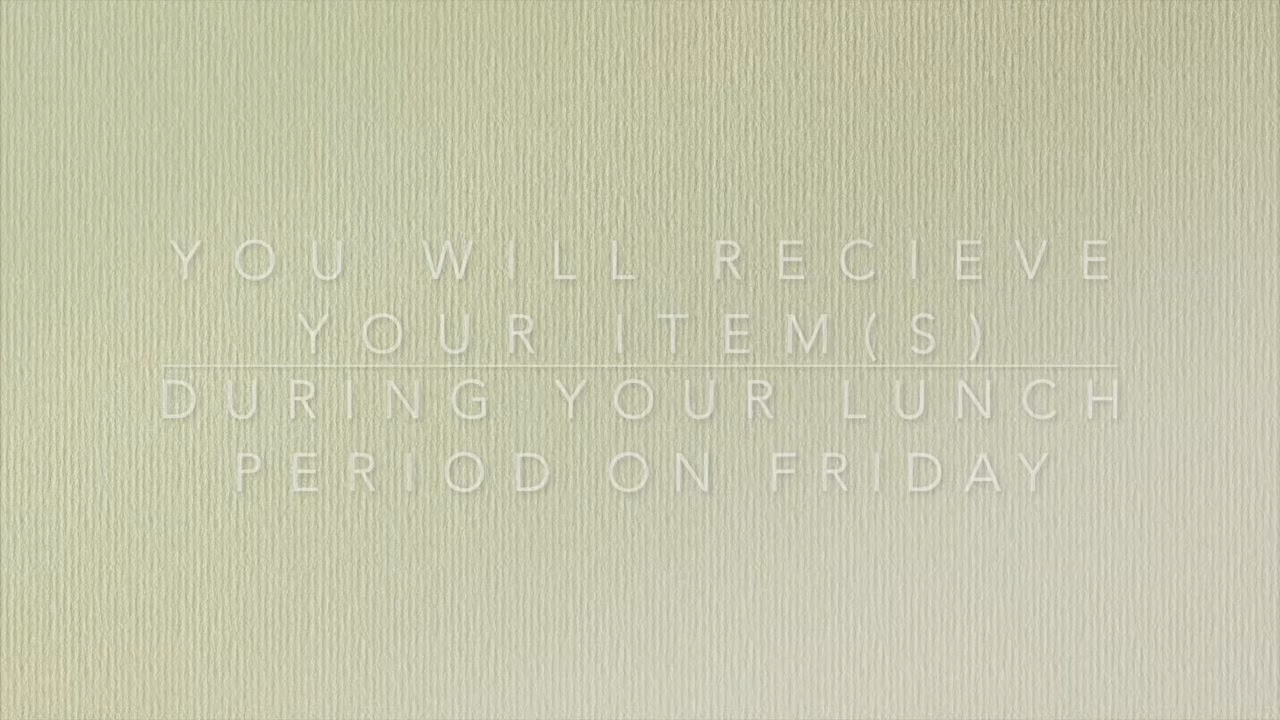 YOU WILL RECIEVE
YOUR ITEM(S)
DURING YOUR LUNCH
PERIOD ON FRIDAY